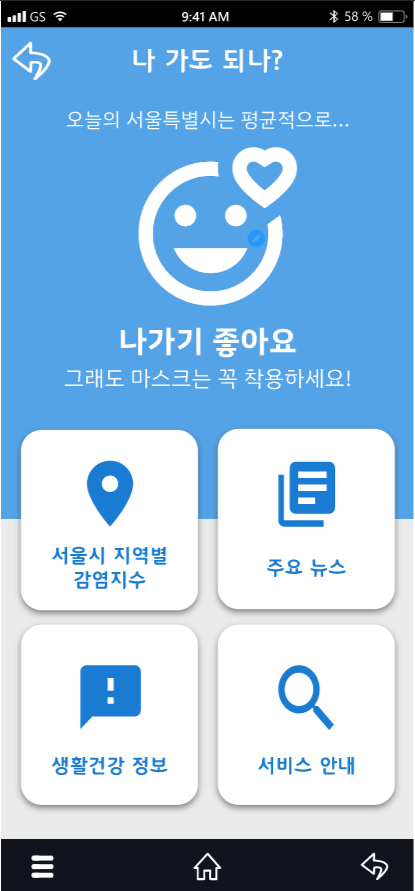 GS 9:41 AM 58 %
나 가도 되나?
오늘의 서울특별시는 평균적으로...
나가기 좋아요
그래도 마스크는 꼭 착용하세요!
서울시 지역별
감염지수
주요 뉴스
생활건강 정보
서비스 안내